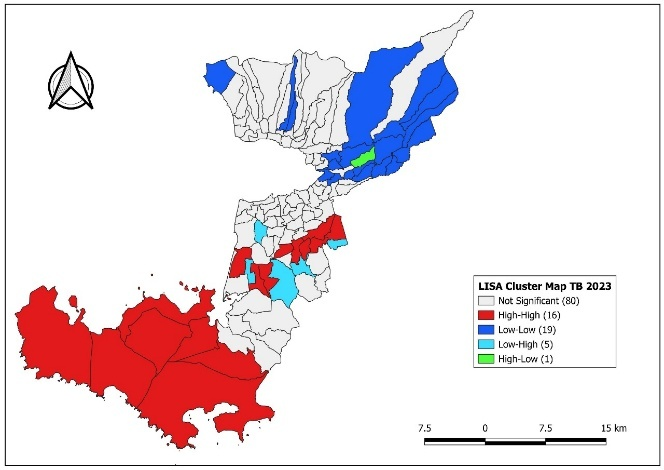 LISA Cluster Map TB 2023
Not Significant (80)
High-High (16)
Low-Low (19)
Low-High (5)
High-Low (1)
7.5 0 7.5 15 km